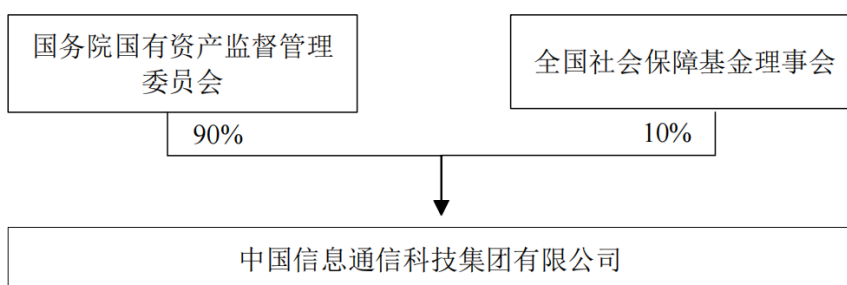 国务院国有资产监督管理
委员会
全国社会保障基金理事会
90%
10%
中国信息通信科技集团有限公司